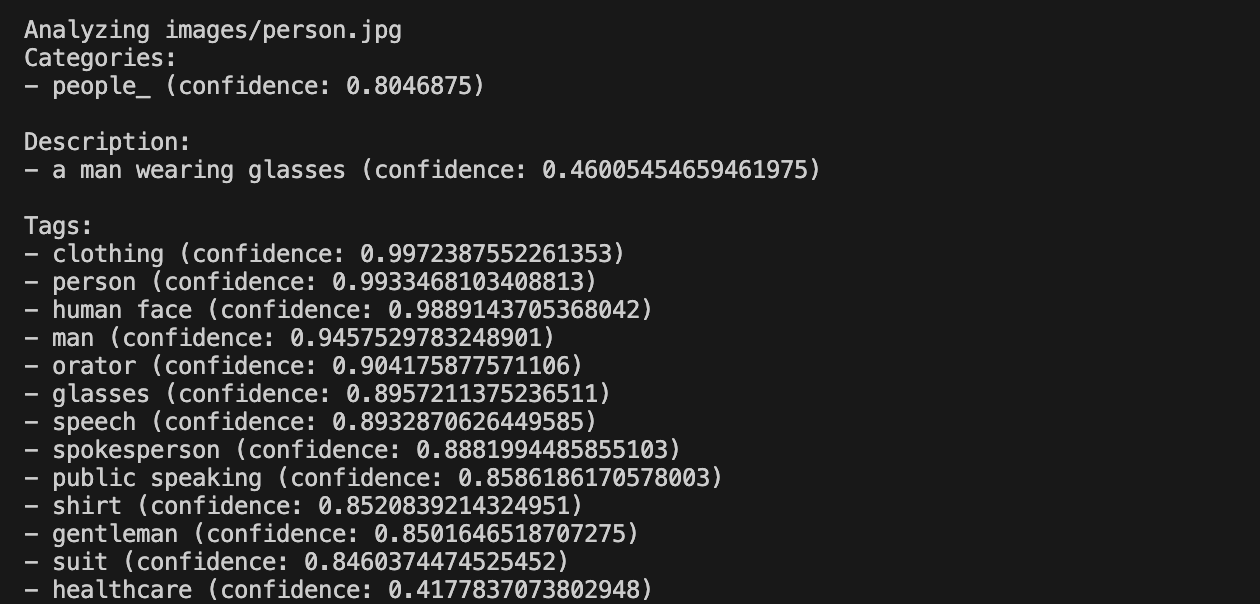 Analyzing images/person.jpg
Categories:
- people_ (confidence: 0.8046875)
Description:
- a man wearing glasses (confidence: 0.46005454659461975)
Tags:
- clothing (confidence: 0.9972387552261353)
- person (confidence: 0.9933468103408813)
- human face (confidence: 0.9889143705368042)
- man (confidence: 0.9457529783248901)
- orator (confidence: 0.904175877571106)
- glasses (confidence: 0.8957211375236511)
- speech (confidence: 0.8932870626449585)
- spokesperson (confidence: 0.8881994485855103)
- public speaking (confidence: 0.8586186170578003)
- shirt (confidence: 0.8520839214324951)
- gentleman (confidence: 0.8501646518707275)
- suit (confidence: 0.8460374474525452)
- healthcare (confidence: 0.4177837073802948)